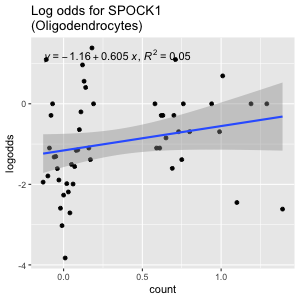 Log odds for SPOCK1
(Oligodendrocytes)
y = −1.16 + 0.605 x, R² = 0.05
0
-2
-4
logodds
0.0 0.5 1.0
count